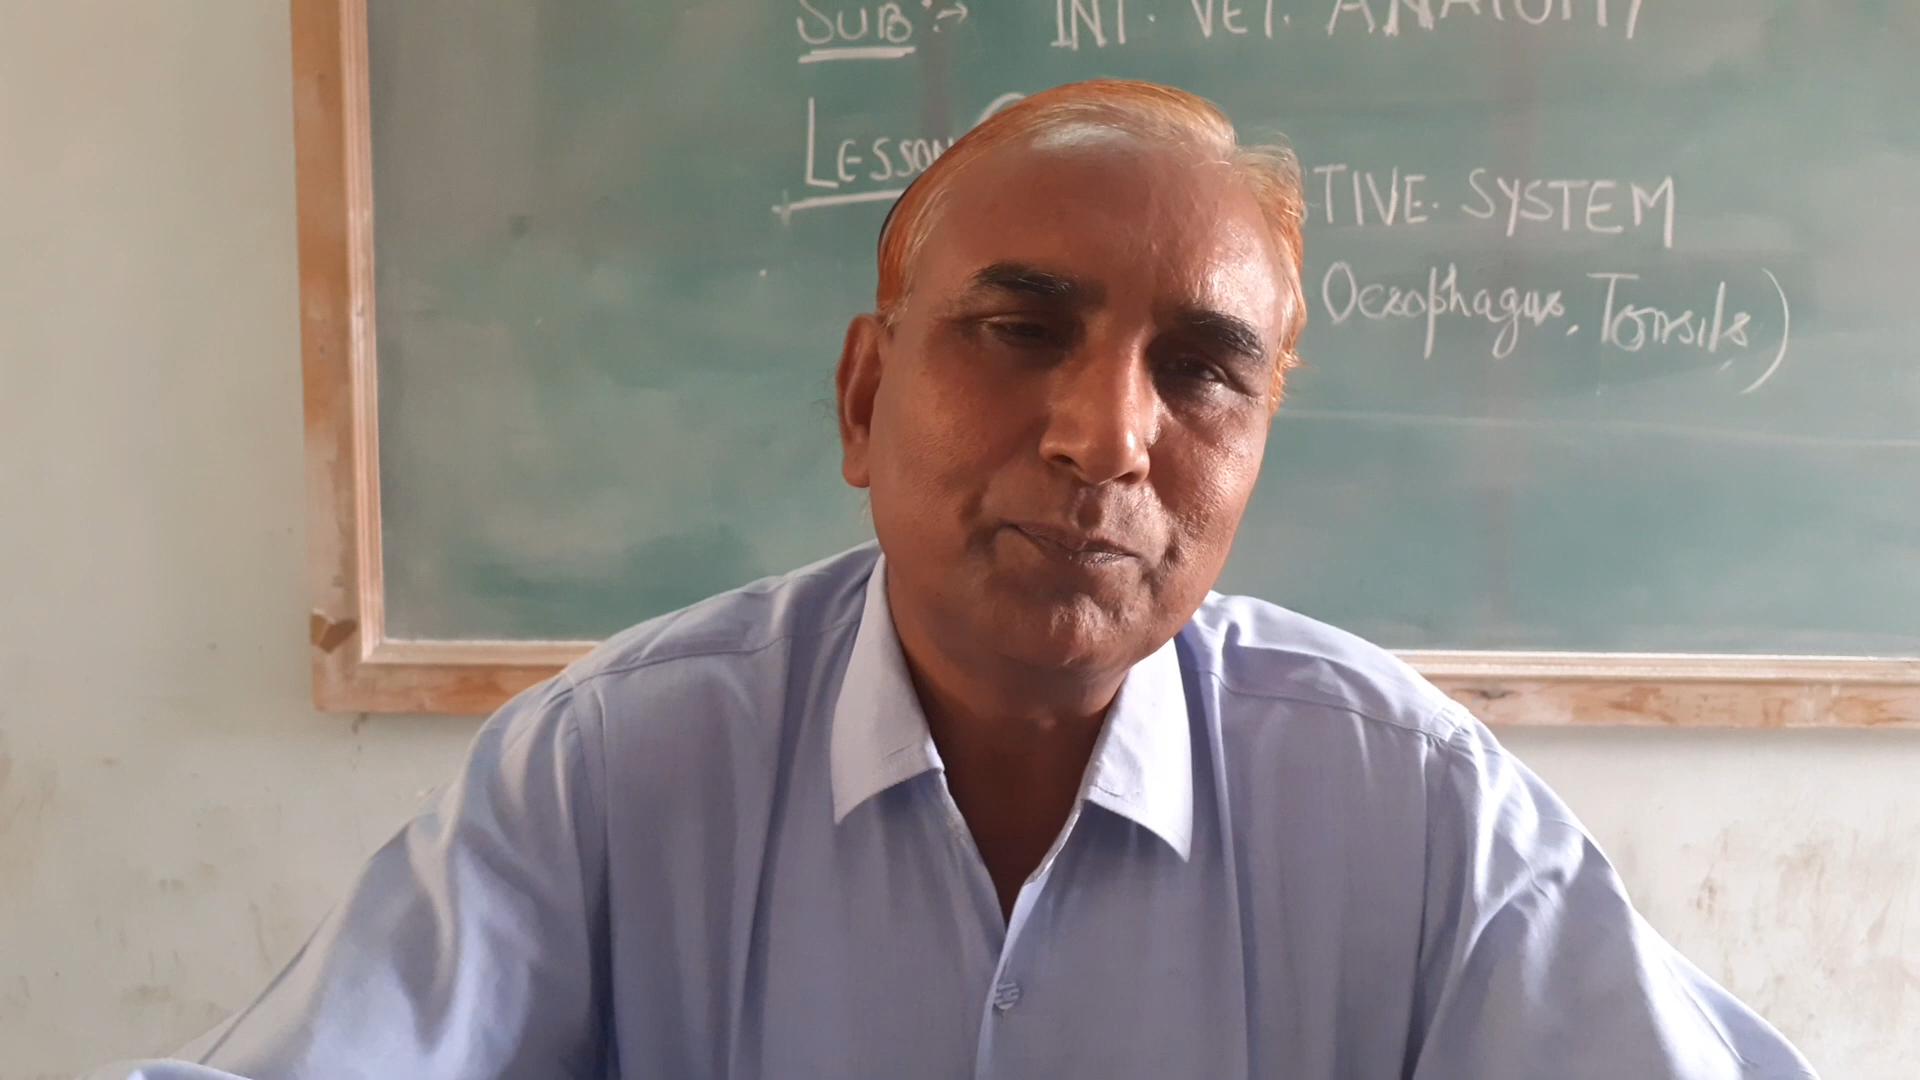 SUB :→ INT. VET. ANATOMY
LESSON TIVE. SYSTEM
Oesophagus, Tonsils)